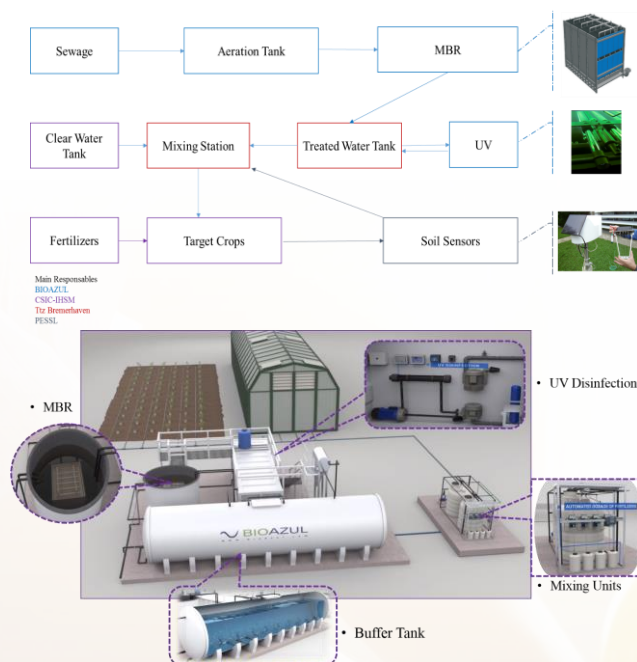 Sewage
Aeration Tank
MBR
Clear Water
Tank
Mixing Station
Treated Water Tank
UV
Fertilizers
Target Crops
Soil Sensors
Main Responsables
BIOAZUL
CSIC-IHSM
Ttz Bremerhaven
PESSL
• MBR
• UV Disinfection
BIOAZUL
• Mixing Units
• Buffer Tank